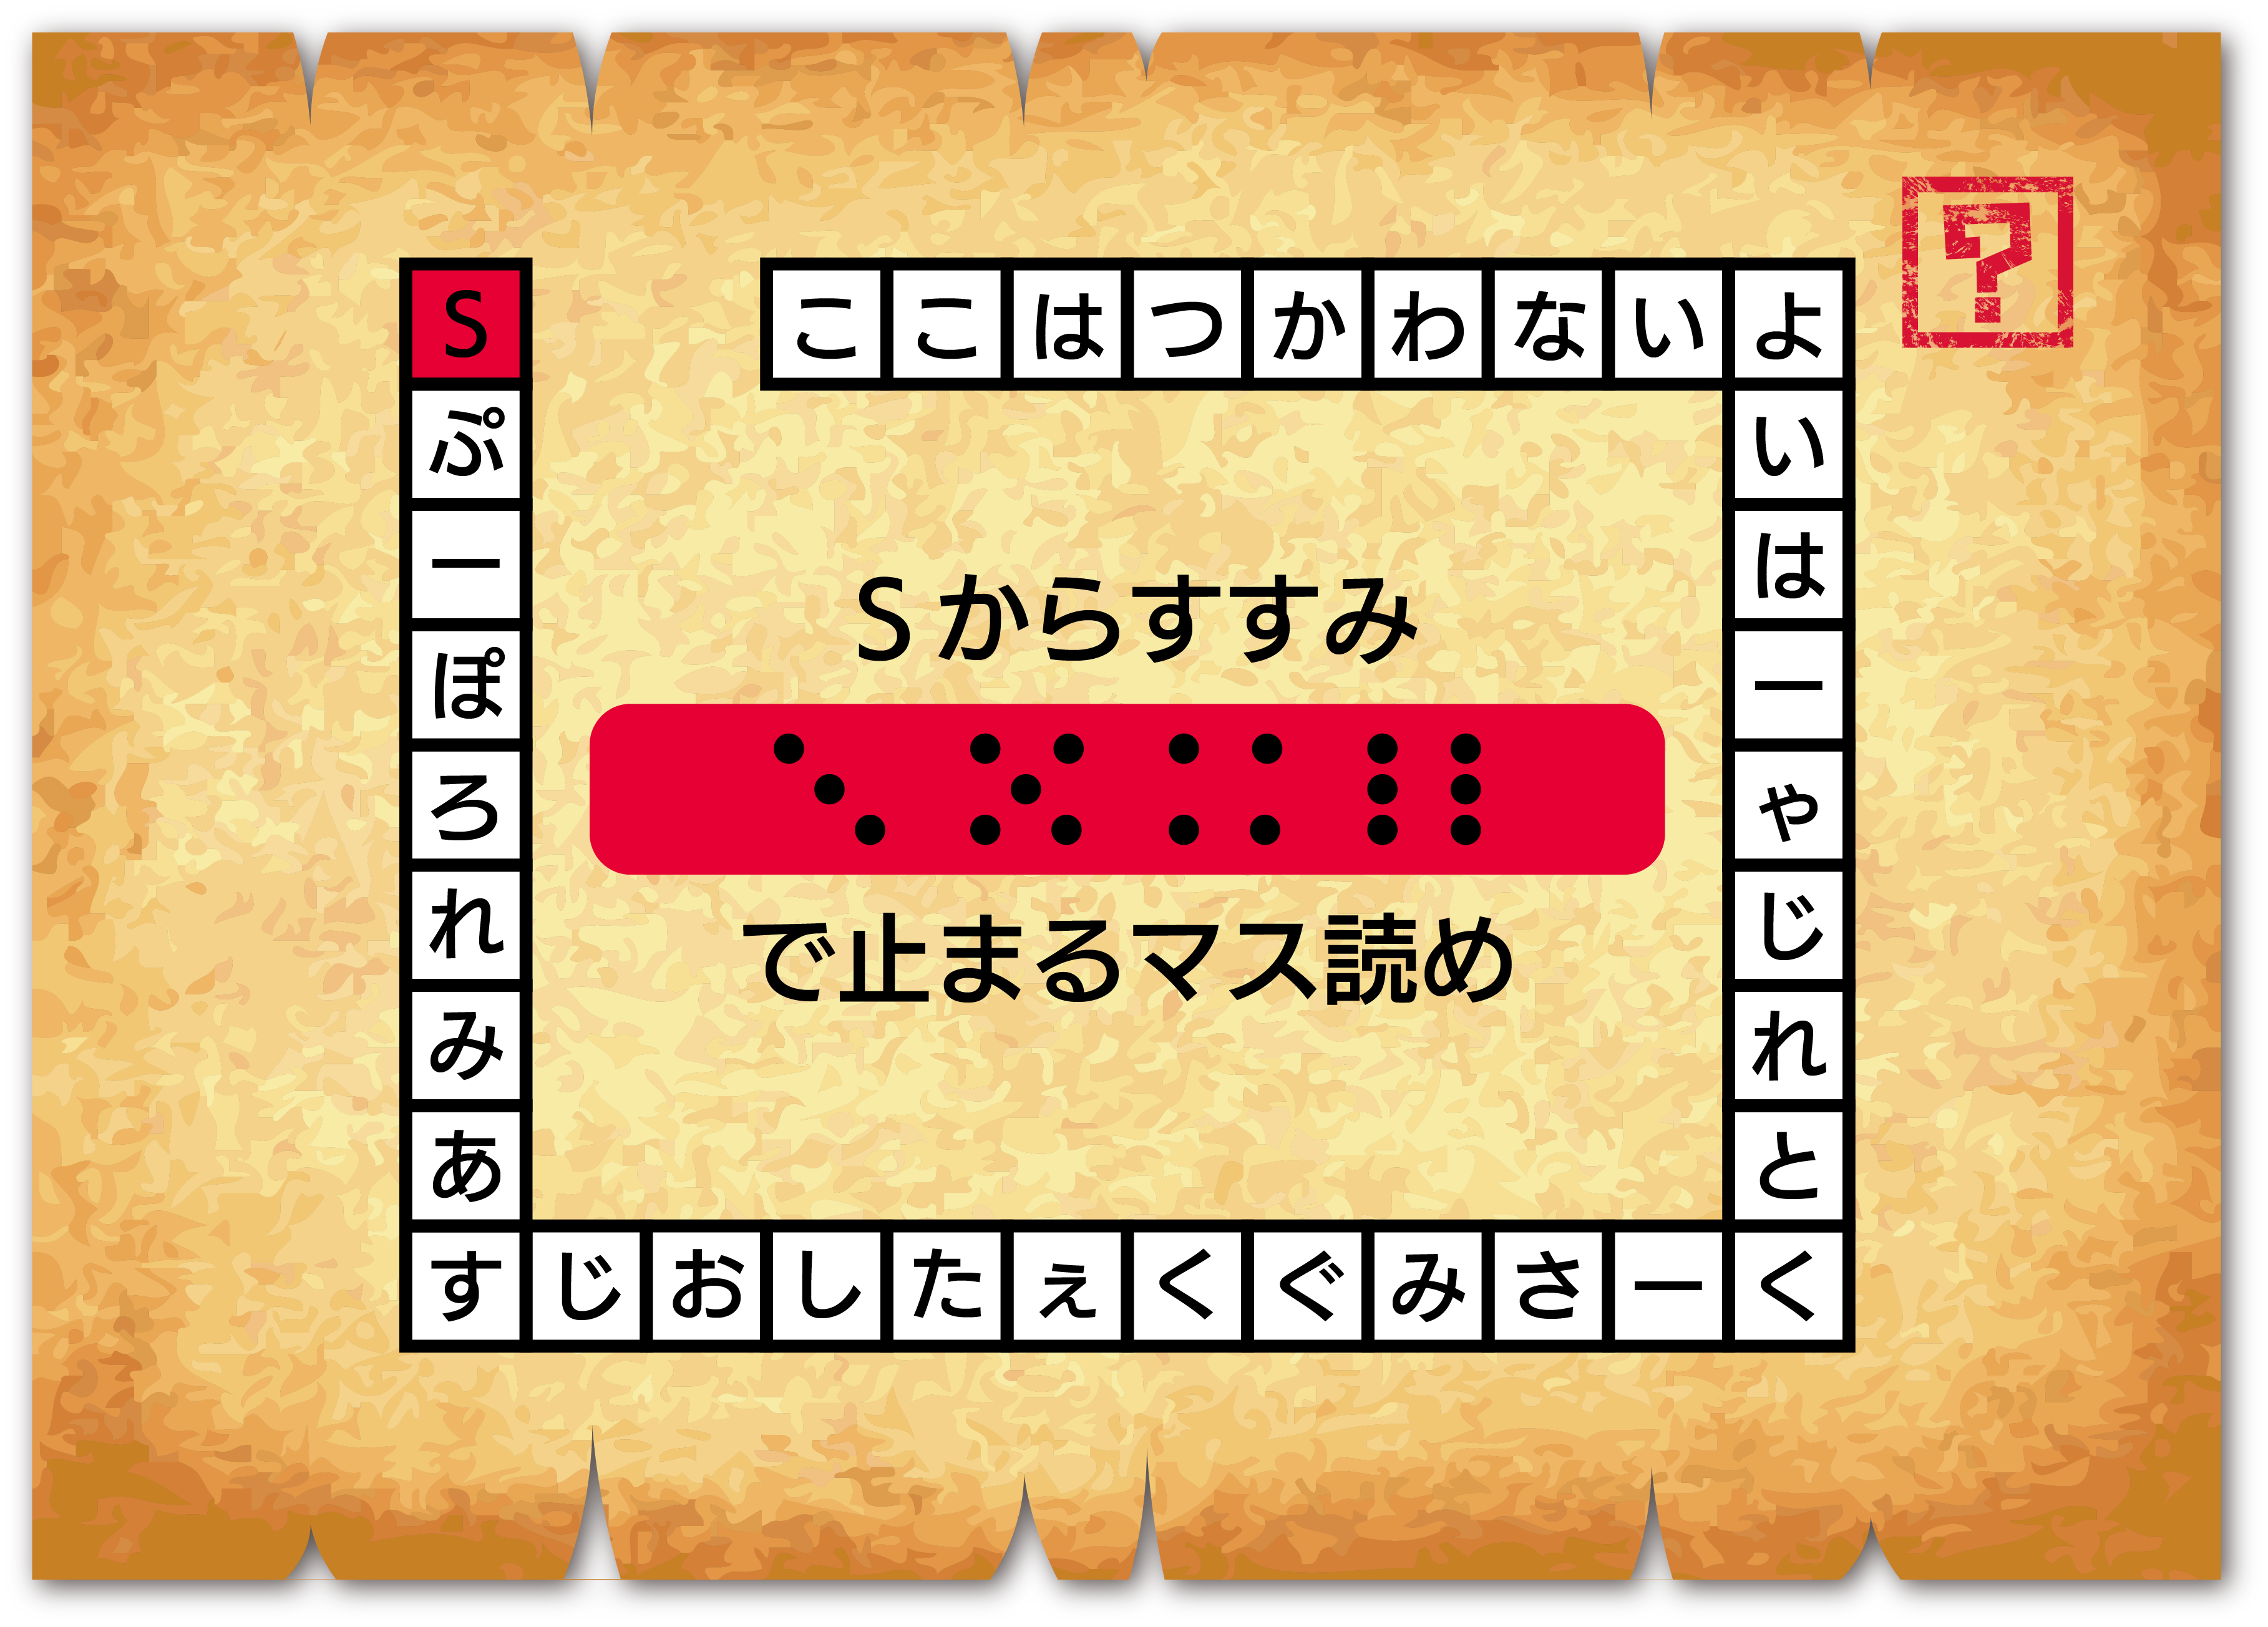 S
ぷ
ー
ぽ
ろ
れ
み
あ
すじおしたぇくぐみさーく
ここはつかわないよ
い
は
ー
ゃ
じ
れ
と
Sからすすみ
で止まるマス読め
?